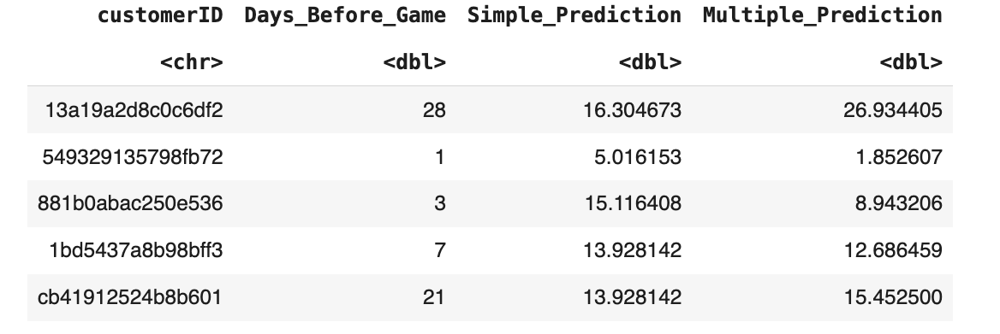 customerID Days_Before_Game Simple_Prediction Multiple_Prediction
<chr> <dbl> <dbl> <dbl>
13a19a2d8c0c6df2 28 16.304673 26.934405
549329135798fb72 1 5.016153 1.852607
881b0abac250e536 3 15.116408 8.943206
1bd5437a8b98bff3 7 13.928142 12.686459
cb41912524b8b601 21 13.928142 15.452500